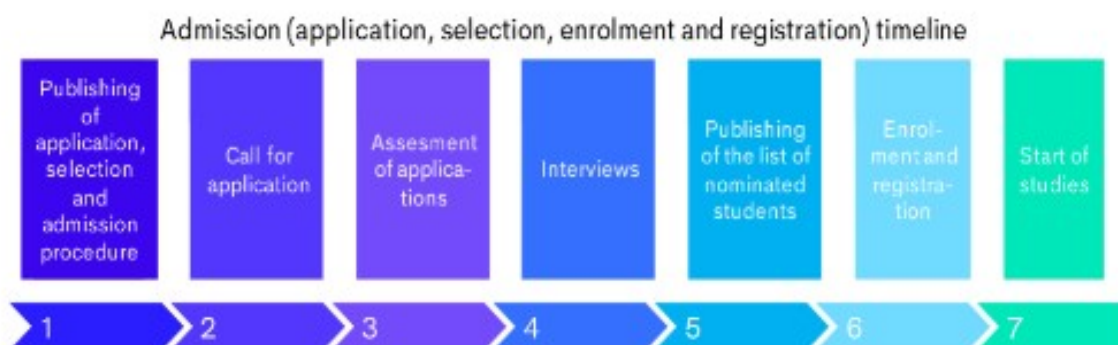 Admission (application, selection, enrolment and registration) timeline
Publishing
of
application,
selection
and
admission
procedure
Call for
application
Assesment
of applica-
tions
Interviews
Publishing
of the list of
nominated
students
Enrol-
ment and
registra-
tion
Start of
studies
1
2
3
4
5
6
7